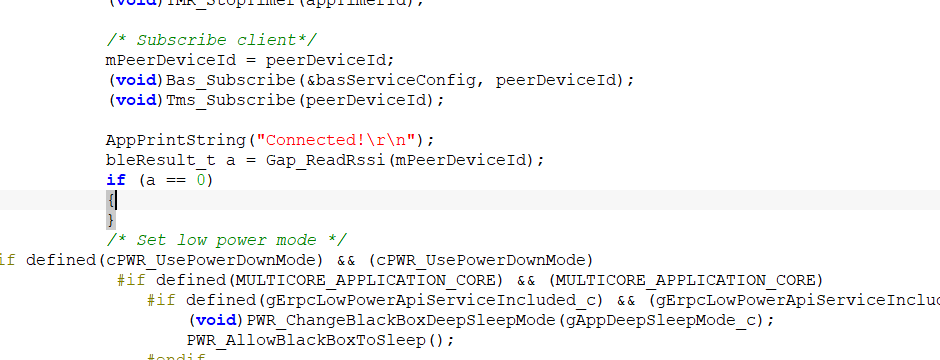 (void)TMR_StopTimer(appTimerId);
/* Subscribe client*/
mPeerDeviceId = peerDeviceId;
(void)Bas_Subscribe(&basServiceConfig, peerDeviceId);
(void)Tms_Subscribe(peerDeviceId);
AppPrintString("Connected!\r\n");
bleResult_t a = Gap_ReadRssi(mPeerDeviceId);
if (a == 0)
{
}
/* Set low power mode */
if defined(cPWR_UsePowerDownMode) && (cPWR_UsePowerDownMode)
#if defined(MULTICORE_APPLICATION_CORE) && (MULTICORE_APPLICATION_CORE)
#if defined(gErpcLowPowerApiServiceIncluded_c) && (gErpcLowPowerApiServiceInclu
(void)PWR_ChangeBlackBoxDeepSleepMode(gAppDeepSleepMode_c);
PWR_AllowBlackBoxToSleep();
#endif